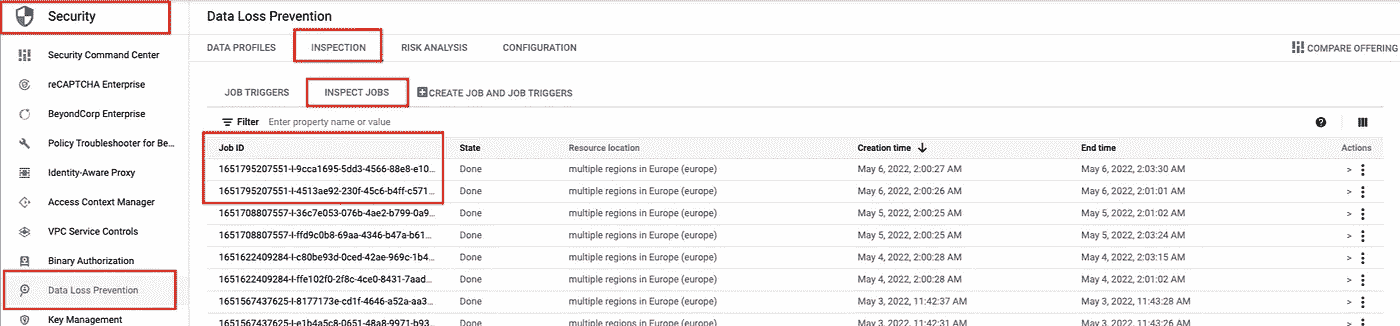 Security
Data Loss Prevention
DATA PROFILES INSPECTION RISK ANALYSIS CONFIGURATION COMPARE OFFERING
Security Command Center
reCAPTCHA Enterprise
BeyondCorp Enterprise
Policy Troubleshooter for Be...
Identity-Aware Proxy
Access Context Manager
VPC Service Controls
Binary Authorization
Data Loss Prevention
Key Management
JOB TRIGGERS INSPECT JOBS CREATE JOB AND JOB TRIGGERS
Filter Enter property name or value
Job ID State Resource location Creation time End time Actions
1651795207551-I-9cca1695-5dd3-4566-88e8-e10... Done multiple regions in Europe (europe) May 6, 2022, 2:00:27 AM May 6, 2022, 2:03:30 AM >
1651795207551-I-4513ae92-230f-45c6-b4ff-c571... Done multiple regions in Europe (europe) May 6, 2022, 2:00:26 AM May 6, 2022, 2:01:01 AM >
1651708807557-I-36c7e053-076b-4ae2-b799-0a9... Done multiple regions in Europe (europe) May 5, 2022, 2:00:25 AM May 5, 2022, 2:01:02 AM >
1651708807557-I-ffd9c0b8-69aa-4346-b47a-b61... Done multiple regions in Europe (europe) May 5, 2022, 2:00:25 AM May 5, 2022, 2:03:24 AM >
1651622409284-I-c80be93d-0ced-42ae-969c-1b4... Done multiple regions in Europe (europe) May 4, 2022, 2:00:28 AM May 4, 2022, 2:03:15 AM >
1651622409284-I-ffe102f0-2f8c-4ce0-8431-7aad... Done multiple regions in Europe (europe) May 4, 2022, 2:00:28 AM May 4, 2022, 2:01:02 AM >
1651567437625-I-8177173e-cd1f-4646-a52a-aa3... Done multiple regions in Europe (europe) May 3, 2022, 11:42:37 AM May 3, 2022, 11:43:28 AM >
1651567437625-I-e1b4a5c8-0651-48a8-9971-b93... Done multiple regions in Europe (europe) May 3, 2022, 11:42:31 AM May 3, 2022, 11:43:26 AM >